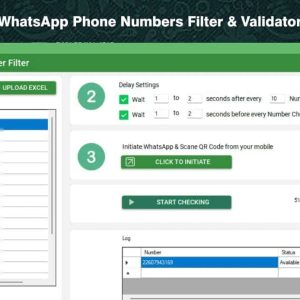 WhatsApp Phone Numbers Filter & Validator
er Filter
UPLOAD EXCEL
2
Delay Settings
Wait 1 to 2 seconds after every 10 Num
Wait 1 to 2 seconds before every Number Che
3
Initiate WhatsApp & Scane QR Code from your mobile
CLICK TO INITIATE
START CHECKING
Log
Number
Status
22607943169
Available